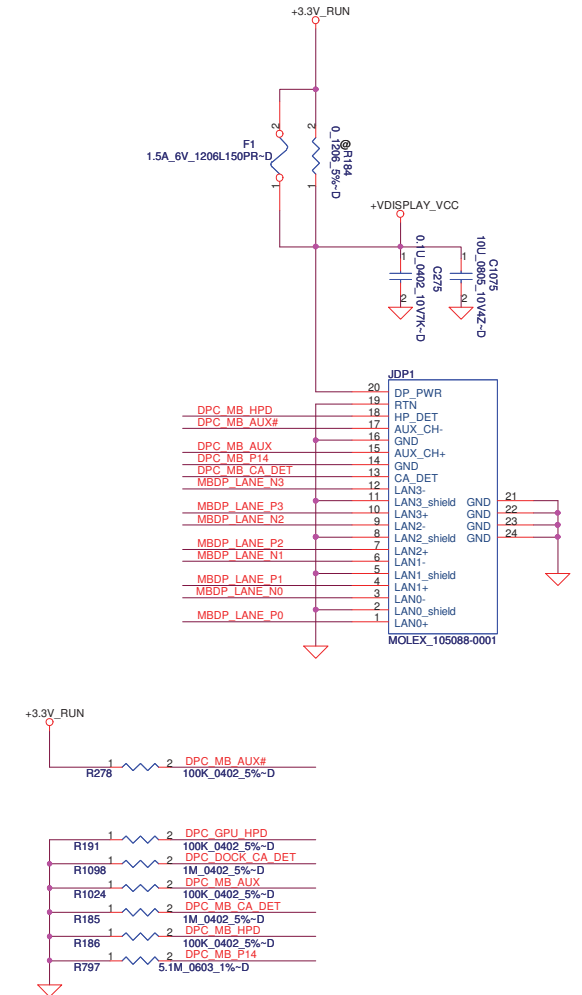 +3.3V_RUN
2
2
F1
1.5A_6V_1206L150PR~D
@R184
0_1206_5%~D
1
1
+VDISPLAY_VCC
1
1
C275
0.1U_0402_10V7K~D
C1075
10U_0805_10V4Z~D
2
2
JDP1
20 DP_PWR
19 RTN
DPC_MB_HPD 18 HP_DET
DPC_MB_AUX# 17 AUX_CH-
16 GND
DPC_MB_AUX 15 AUX_CH+
DPC_MB_P14 14 GND
DPC_MB_CA_DET 13 CA_DET
MBDP_LANE_N3 12 LAN3-
11 LAN3_shield GND 21
MBDP_LANE_P3 10 LAN3+ GND 22
MBDP_LANE_N2 9 LAN2- GND 23
8 LAN2_shield GND 24
MBDP_LANE_P2 7 LAN2+
MBDP_LANE_N1 6 LAN1-
5 LAN1_shield
MBDP_LANE_P1 4 LAN1+
MBDP_LANE_N0 3 LAN0-
2 LAN0_shield
MBDP_LANE_P0 1 LAN0+
MOLEX_105088-0001
+3.3V_RUN
1 2 DPC_MB_AUX#
R278 100K_0402_5%~D
1 2 DPC_GPU_HPD
R191 100K_0402_5%~D
1 2 DPC_DOCK_CA_DET
R1098 1M_0402_5%~D
1 2 DPC_MB_AUX
R1024 100K_0402_5%~D
1 2 DPC_MB_CA_DET
R185 1M_0402_5%~D
1 2 DPC_MB_HPD
R186 100K_0402_5%~D
1 2 DPC_MB_P14
R797 5.1M_0603_1%~D